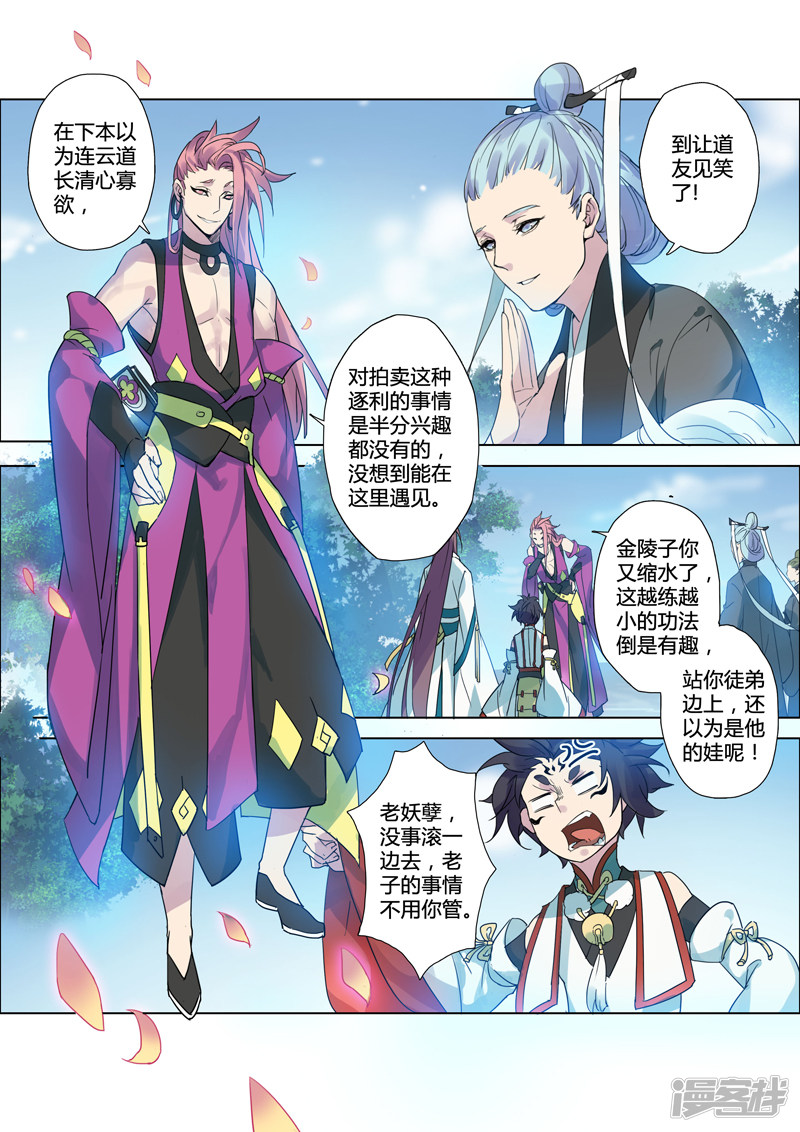 在下本以
为连云道
长清心寡
欲，
对拍卖这种
逐利的事情
是半分兴趣
都没有的，
没想到能在
这里遇见。
到让道
友见笑
了!
金陵子你
又缩水了，
这越练越
小的功法
倒是有趣，
站你徒弟
边上，还
以为是他
的娃呢！
老妖孽，
没事滚一
边去，老
子的事情
不用你管。
漫客栈